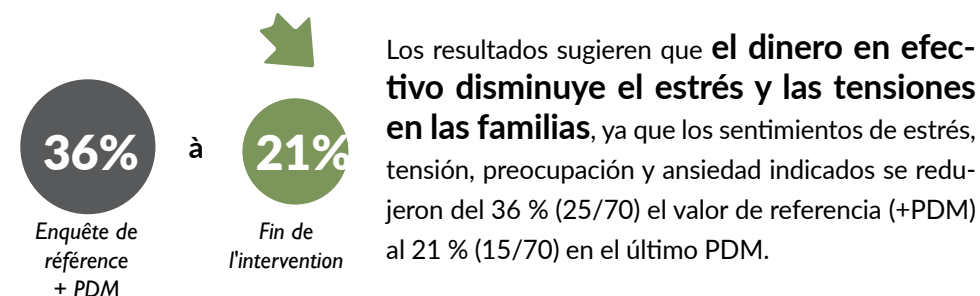 36%
à
21%
Enquête de
référence
+ PDM
Fin de
l'intervention
Los resultados sugieren que el dinero en efec-
tivo disminuye el estrés y las tensiones
en las familias, ya que los sentimientos de estrés,
tensión, preocupación y ansiedad indicados se redu-
jeron del 36 % (25/70) el valor de referencia (+PDM)
al 21 % (15/70) en el último PDM.